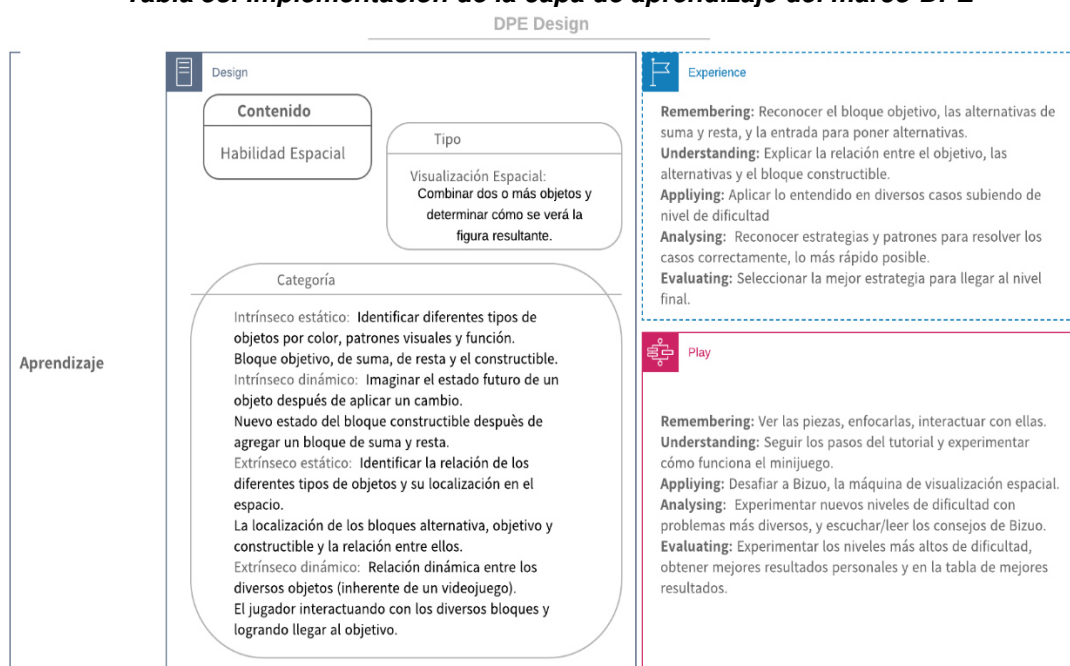 Tabla 35. Implementación de la capa de aprendizaje del marco DPE
DPE Design
Aprendizaje
Design
Contenido
Habilidad Espacial
Tipo
Visualización Espacial:
Combinar dos o más objetos y
determinar cómo se verá la
figura resultante.
Categoría
Intrínseco estático: Identificar diferentes tipos de
objetos por color, patrones visuales y función.
Bloque objetivo, de suma, de resta y el constructible.
Intrínseco dinámico: Imaginar el estado futuro de un
objeto después de aplicar un cambio.
Nuevo estado del bloque constructible despuès de
agregar un bloque de suma y resta.
Extrínseco estático: Identificar la relación de los
diferentes tipos de objetos y su localización en el
espacio.
La localización de los bloques alternativa, objetivo y
constructible y la relación entre ellos.
Extrínseco dinámico: Relación dinámica entre los
diversos objetos (inherente de un videojuego).
El jugador interactuando con los diversos bloques y
logrando llegar al objetivo.
Experience
Remembering: Reconocer el bloque objetivo, las alternativas de
suma y resta, y la entrada para poner alternativas.
Understanding: Explicar la relación entre el objetivo, las
alternativas y el bloque constructible.
Appliying: Aplicar lo entendido en diversos casos subiendo de
nivel de dificultad
Analysing: Reconocer estrategias y patrones para resolver los
casos correctamente, lo más rápido posible.
Evaluating: Seleccionar la mejor estrategia para llegar al nivel
final.
Play
Remembering: Ver las piezas, enfocarlas, interactuar con ellas.
Understanding: Seguir los pasos del tutorial y experimentar
cómo funciona el minijuego.
Appliying: Desafiar a Bizuo, la máquina de visualización espacial.
Analysing: Experimentar nuevos niveles de dificultad con
problemas más diversos, y escuchar/leer los consejos de Bizuo.
Evaluating: Experimentar los niveles más altos de dificultad,
obtener mejores resultados personales y en la tabla de mejores
resultados.